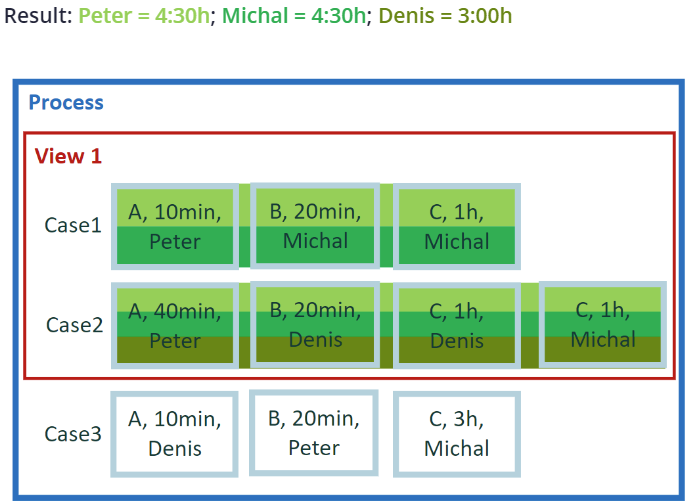 Result: Peter = 4:30h; Michal = 4:30h; Denis = 3:00h
Process
View 1
Case1
A, 10min,
Peter
B, 20min,
Michal
C, 1h,
Michal
Case2
A, 40min,
Peter
B, 20min,
Denis
C, 1h,
Denis
C, 1h,
Michal
Case3
A, 10min,
Denis
B, 20min,
Peter
C, 3h,
Michal